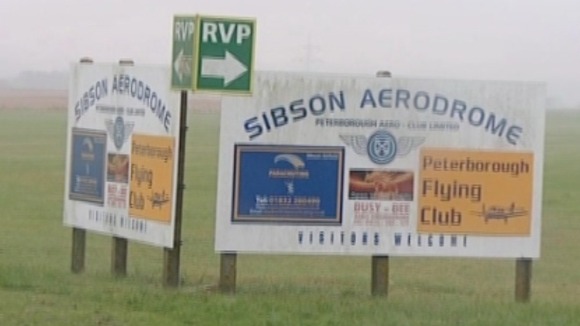 RVP
RVP
SIBSON AERODROME
SIBSON AERODROME
PETERBOROUGH AERO - CLUB LIMITED
PARACHUTING
BUSY-BEE
Peterborough
Flying
Club
Peterborough
Flying
Club
VISITORS WELCOME
VISITORS WELCOME